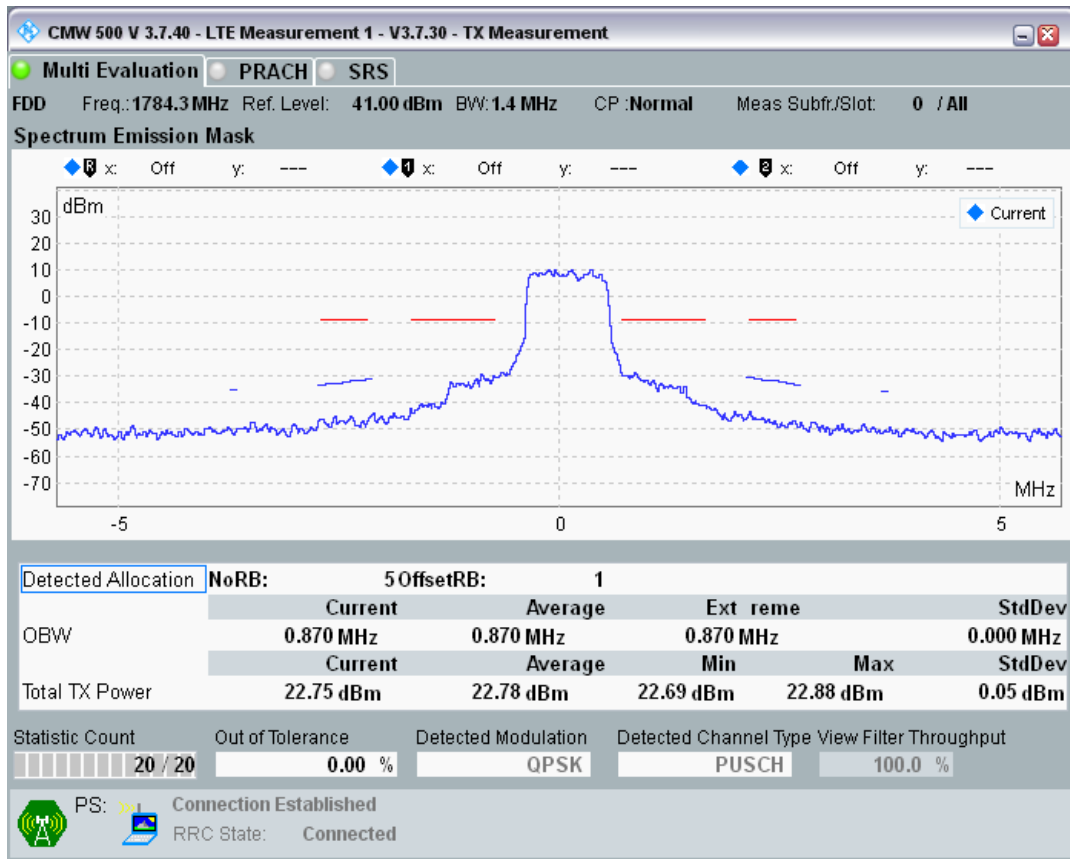 CMW 500 V 3.7.40 - LTE Measurement 1 - V3.7.30 - TX Measurement
Multi Evaluation PRACH SRS
FDD Freq.: 1784.3 MHz Ref. Level: 41.00 dBm BW: 1.4 MHz CP : Normal Meas Subfr./Slot: 0 / All
Spectrum Emission Mask
R x: Off y: --- 1 x: Off y: --- 2 x: Off y: ---
dBm
Current
30
20
10
0
-10
-20
-30
-40
-50
-60
-70
MHz
-5 0 5
Detected Allocation NoRB: 5 OffsetRB: 1
Current Average Ext reme StdDev
OBW 0.870 MHz 0.870 MHz 0.870 MHz 0.000 MHz
Current Average Min Max StdDev
Total TX Power 22.75 dBm 22.78 dBm 22.69 dBm 22.88 dBm 0.05 dBm
Statistic Count Out of Tolerance Detected Modulation Detected Channel Type View Filter Throughput
20 / 20 0.00 % QPSK PUSCH 100.0 %
PS: Connection Established
RRC State: Connected